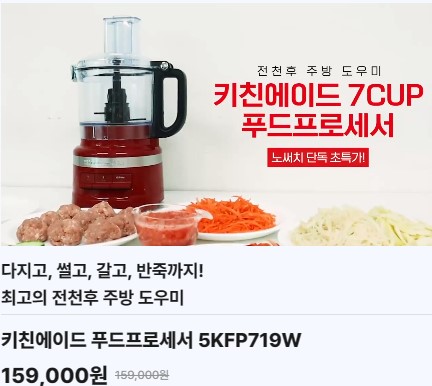 전천후 주방 도우미
키친에이드 7CUP
푸드프로세서
노써치 단독 초특가!
다지고, 썰고, 갈고, 반죽까지!
최고의 전천후 주방 도우미
키친에이드 푸드프로세서 5KFP719W
159,000원 159,000원